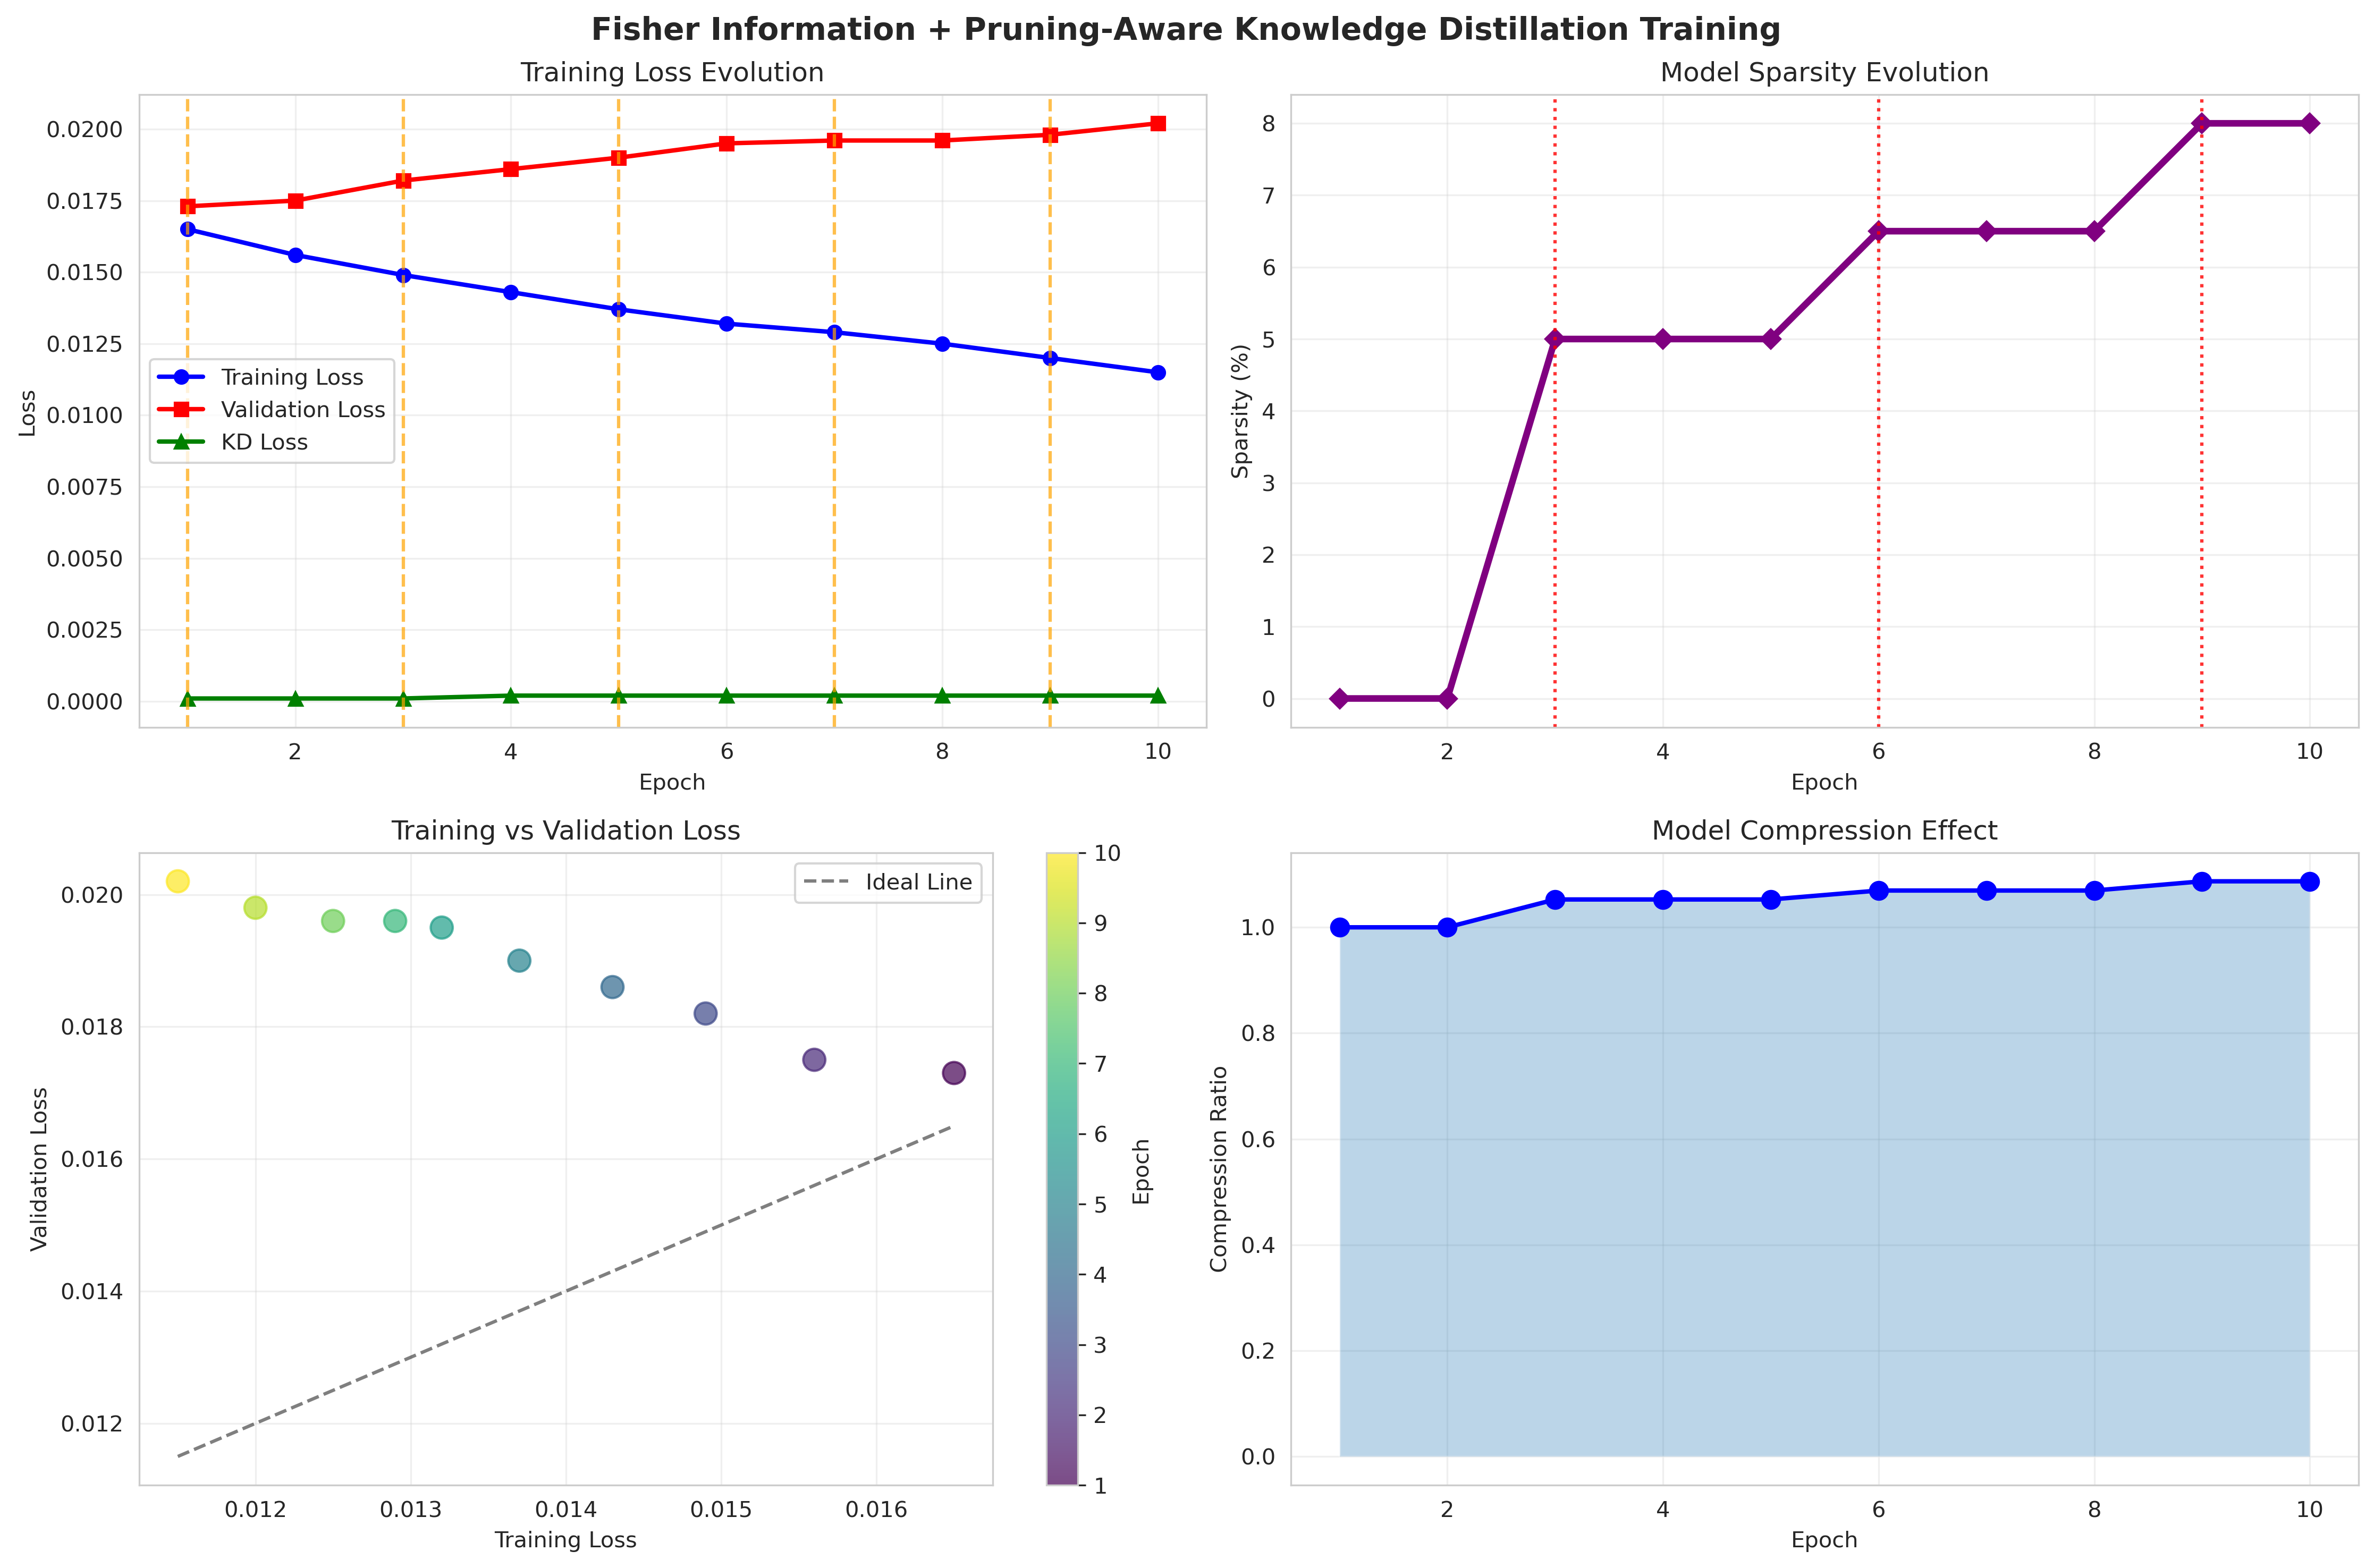 Fisher Information + Pruning-Aware Knowledge Distillation Training
Training Loss Evolution
Loss
0.0200
0.0175
0.0150
0.0125
0.0100
0.0075
0.0050
0.0025
0.0000
Training Loss
Validation Loss
KD Loss
2 4 6 8 10
Epoch
Model Sparsity Evolution
Sparsity (%)
8
7
6
5
4
3
2
1
0
2 4 6 8 10
Epoch
Training vs Validation Loss
Validation Loss
0.020
0.018
0.016
0.014
0.012
Ideal Line
0.012 0.013 0.014 0.015 0.016
Training Loss
10
9
8
7
6
5
4
3
2
1
Epoch
Model Compression Effect
Compression Ratio
1.0
0.8
0.6
0.4
0.2
0.0
2 4 6 8 10
Epoch